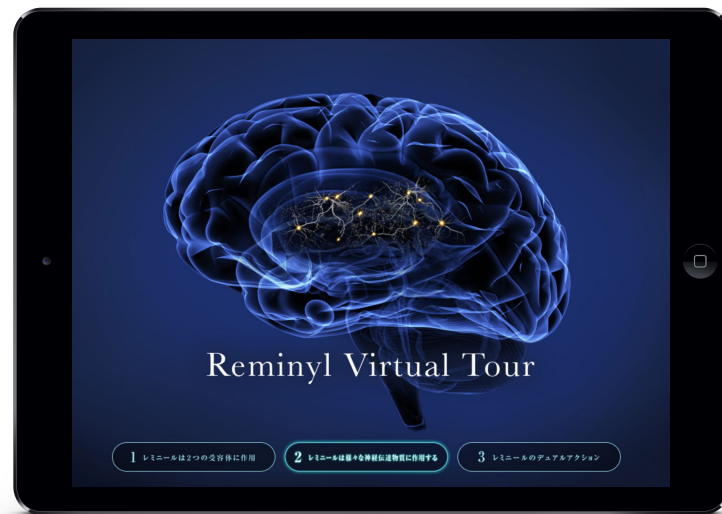 Reminyl Virtual Tour
1 レミニールは2つの受容体に作用
2 レミニールは様々な神経伝達物質に作用する
3 レミニールのデュアルアクション